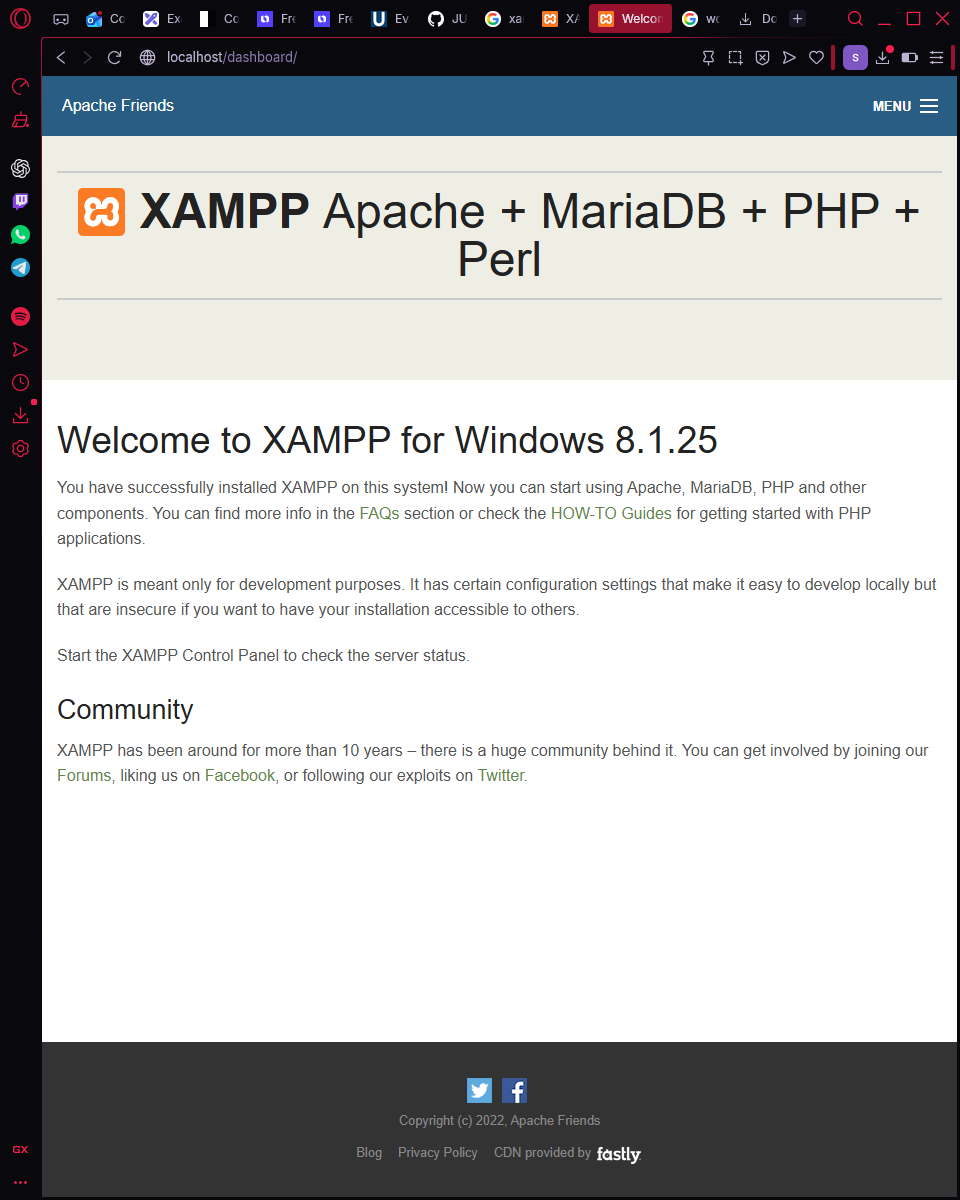 Co
Ex
Co
Fre
Fre
Ev
JU
xa
XA
Welcom
we
Do
localhost/dashboard/
S
Apache Friends
MENU
XAMPP Apache + MariaDB + PHP +
Perl
Welcome to XAMPP for Windows 8.1.25
You have successfully installed XAMPP on this system! Now you can start using Apache, MariaDB, PHP and other
components. You can find more info in the FAQs section or check the HOW-TO Guides for getting started with PHP
applications.
XAMPP is meant only for development purposes. It has certain configuration settings that make it easy to develop locally but
that are insecure if you want to have your installation accessible to others.
Start the XAMPP Control Panel to check the server status.
Community
XAMPP has been around for more than 10 years – there is a huge community behind it. You can get involved by joining our
Forums, liking us on Facebook, or following our exploits on Twitter.
Copyright (c) 2022, Apache Friends
Blog Privacy Policy CDN provided by fastly
GX